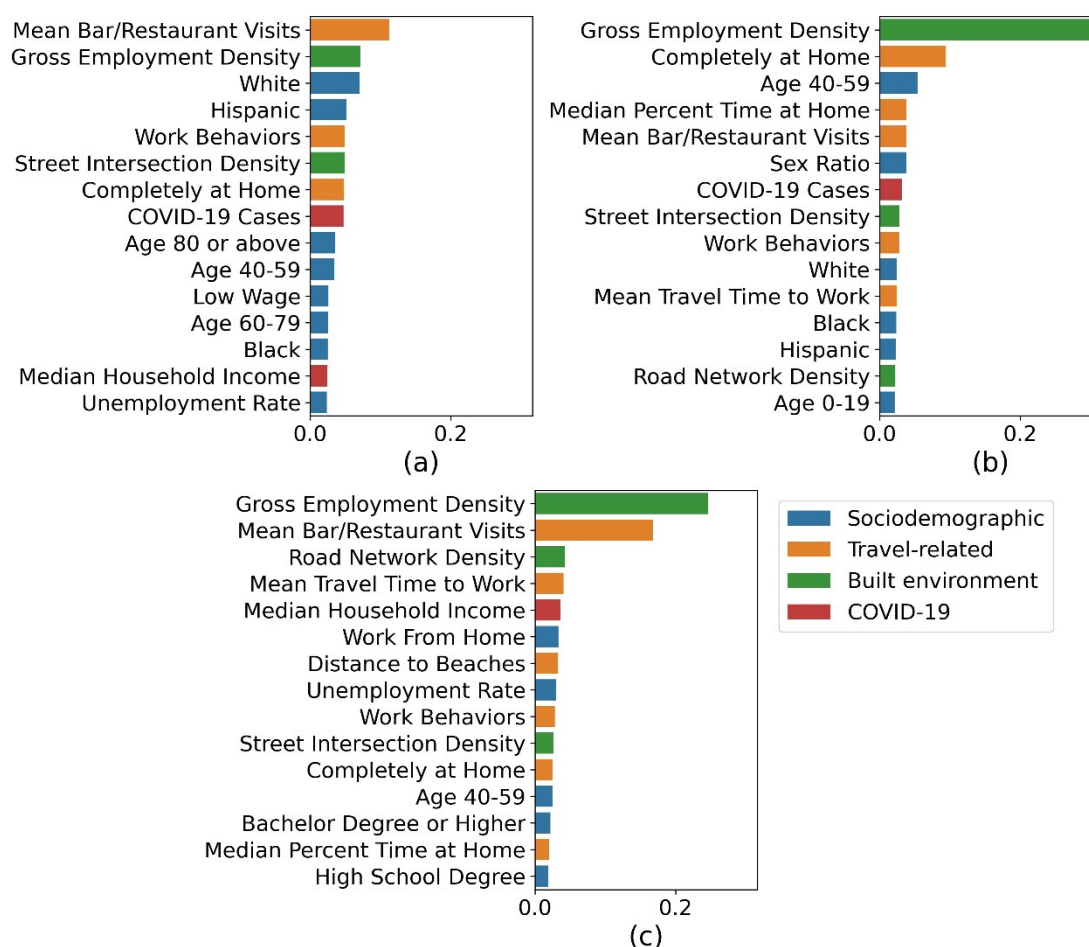 Mean Bar/Restaurant Visits
Gross Employment Density
White
Hispanic
Work Behaviors
Street Intersection Density
Completely at Home
COVID-19 Cases
Age 80 or above
Age 40-59
Low Wage
Age 60-79
Black
Median Household Income
Unemployment Rate
0.0 0.2
(a)
Gross Employment Density
Completely at Home
Age 40-59
Median Percent Time at Home
Mean Bar/Restaurant Visits
Sex Ratio
COVID-19 Cases
Street Intersection Density
Work Behaviors
White
Mean Travel Time to Work
Black
Hispanic
Road Network Density
Age 0-19
0.0 0.2
(b)
Gross Employment Density
Mean Bar/Restaurant Visits
Road Network Density
Mean Travel Time to Work
Median Household Income
Work From Home
Distance to Beaches
Unemployment Rate
Work Behaviors
Street Intersection Density
Completely at Home
Age 40-59
Bachelor Degree or Higher
Median Percent Time at Home
High School Degree
0.0 0.2
(c)
Sociodemographic
Travel-related
Built environment
COVID-19